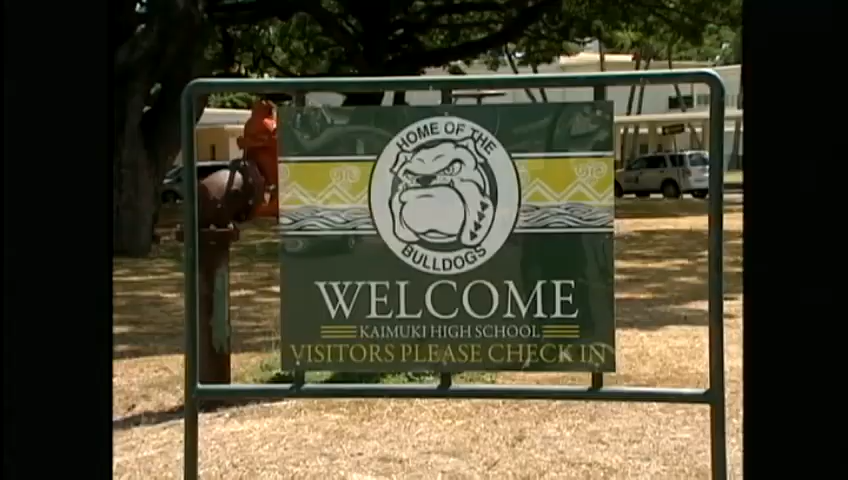 HOME OF THE
BULLDOGS
WELCOME
KAIMUKI HIGH SCHOOL
VISITORS PLEASE CHECK IN